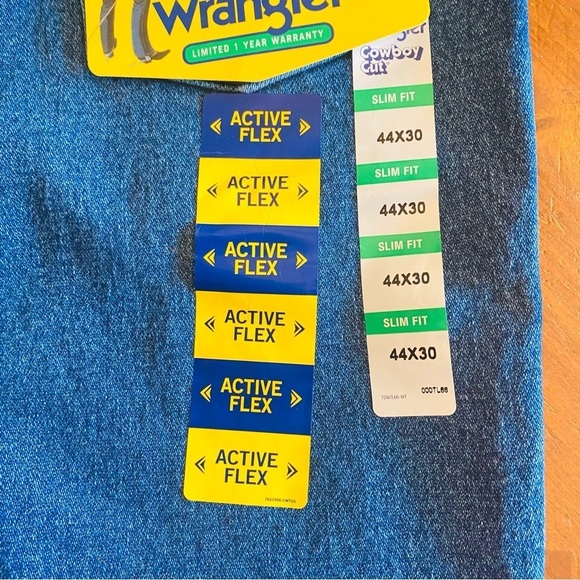 Wrangler
LIMITED 1 YEAR WARRANTY
Cowboy
Cut
SLIM FIT
44X30
SLIM FIT
44X30
SLIM FIT
44X30
SLIM FIT
44X30
000TL66
ACTIVE
FLEX
ACTIVE
FLEX
ACTIVE
FLEX
ACTIVE
FLEX
ACTIVE
FLEX
ACTIVE
FLEX